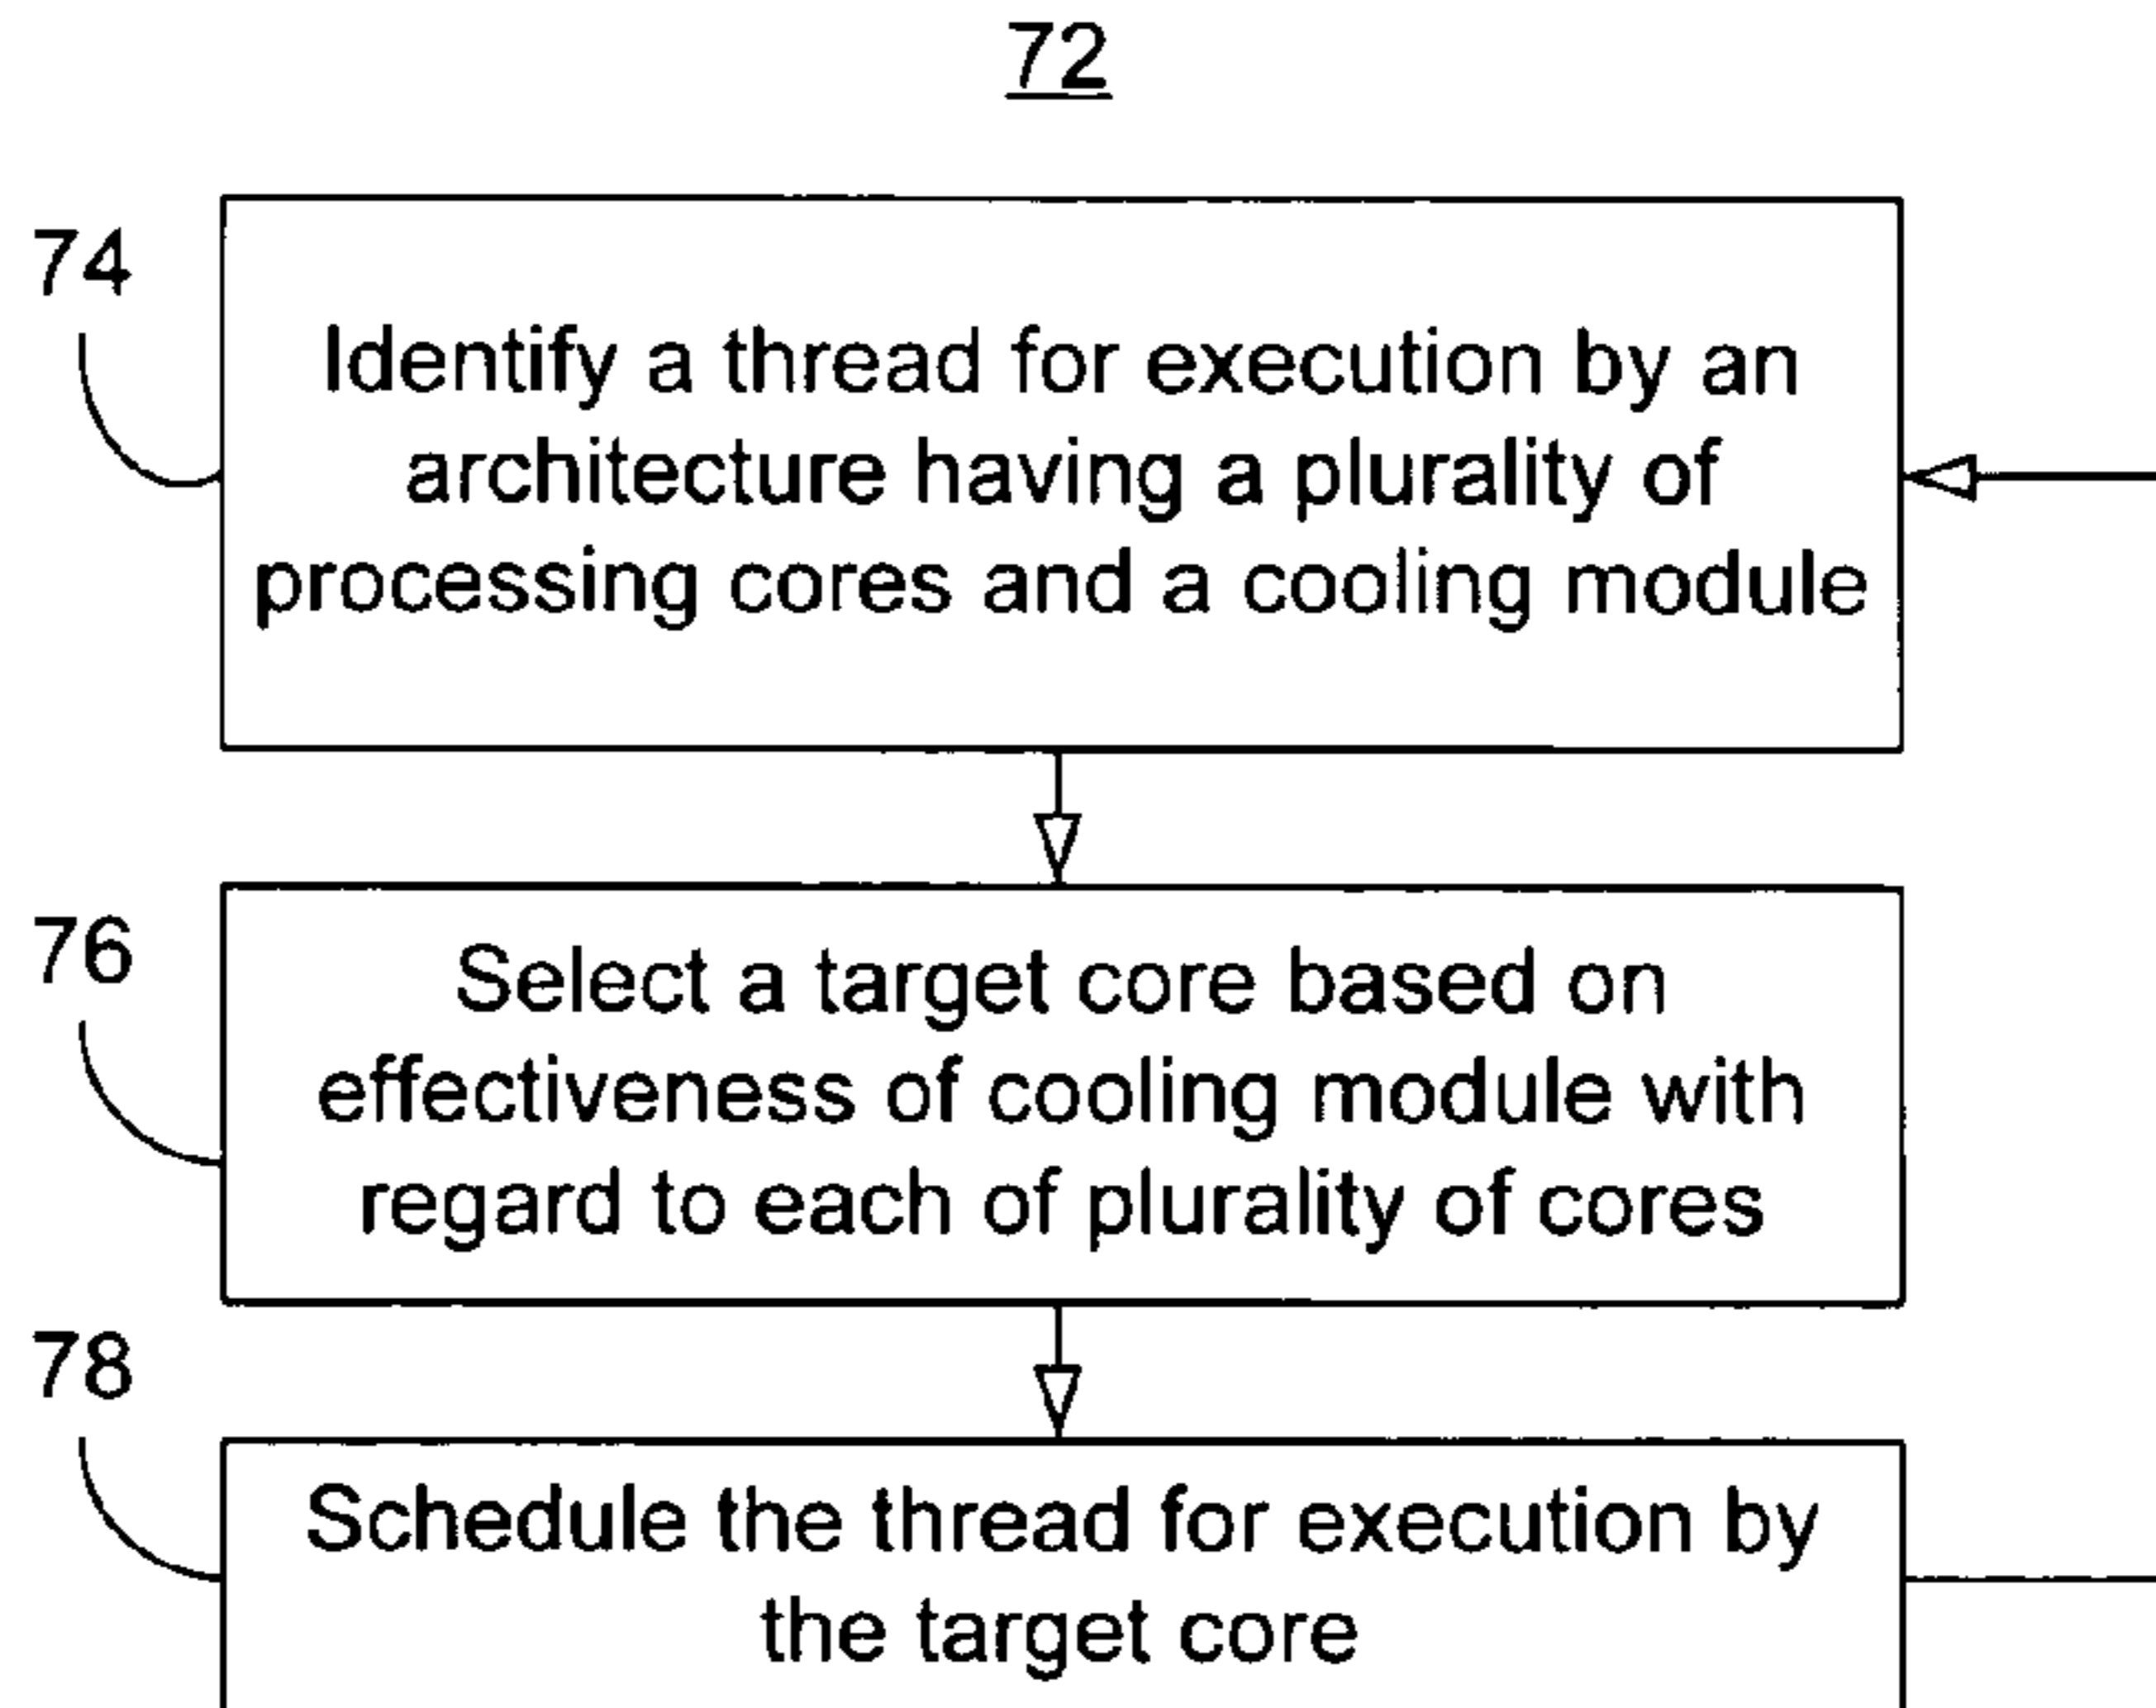 72
74
Identify a thread for execution by an
architecture having a plurality of
processing cores and a cooling module
76
Select a target core based on
effectiveness of cooling module with
regard to each of plurality of cores
78
Schedule the thread for execution by
the target core